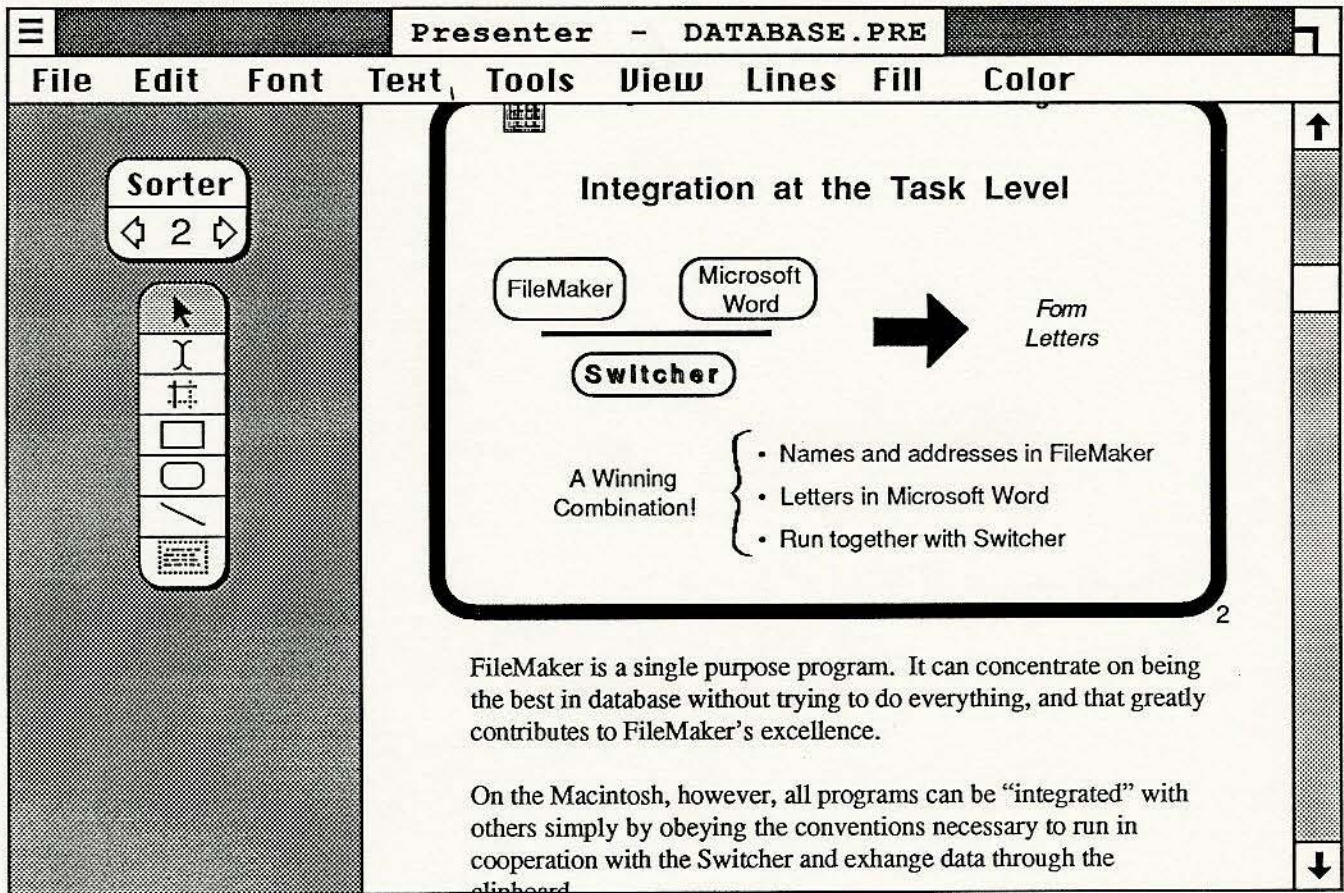 Presenter - DATABASE.PRE
File Edit Font Text Tools View Lines Fill Color
Sorter
2
Integration at the Task Level
FileMaker
Microsoft
Word
Switcher
Form
Letters
A Winning
Combination!
• Names and addresses in FileMaker
• Letters in Microsoft Word
• Run together with Switcher
2
FileMaker is a single purpose program. It can concentrate on being
the best in database without trying to do everything, and that greatly
contributes to FileMaker's excellence.
On the Macintosh, however, all programs can be “integrated” with
others simply by obeying the conventions necessary to run in
cooperation with the Switcher and exhange data through the
clipboard